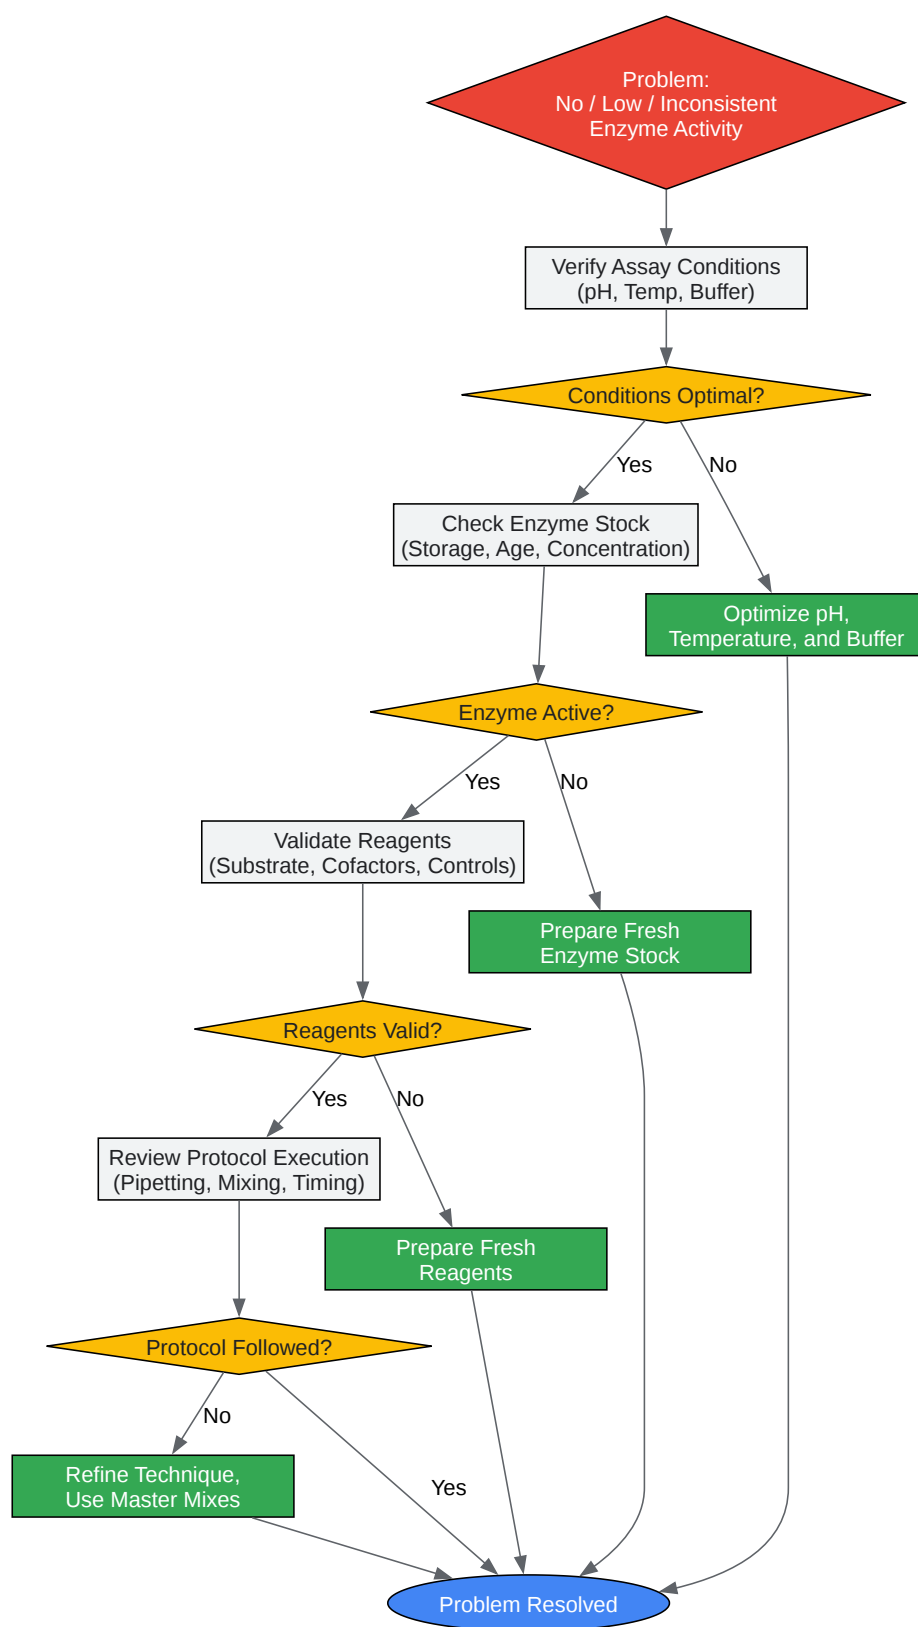 Problem:
No / Low / Inconsistent
Enzyme Activity
Verify Assay Conditions
(pH, Temp, Buffer)
Conditions Optimal?
Yes
No
Check Enzyme Stock
(Storage, Age, Concentration)
Optimize pH,
Temperature, and Buffer
Enzyme Active?
Yes
No
Validate Reagents
(Substrate, Cofactors, Controls)
Prepare Fresh
Enzyme Stock
Reagents Valid?
Yes
No
Review Protocol Execution
(Pipetting, Mixing, Timing)
Prepare Fresh
Reagents
Protocol Followed?
No
Yes
Refine Technique,
Use Master Mixes
Problem Resolved